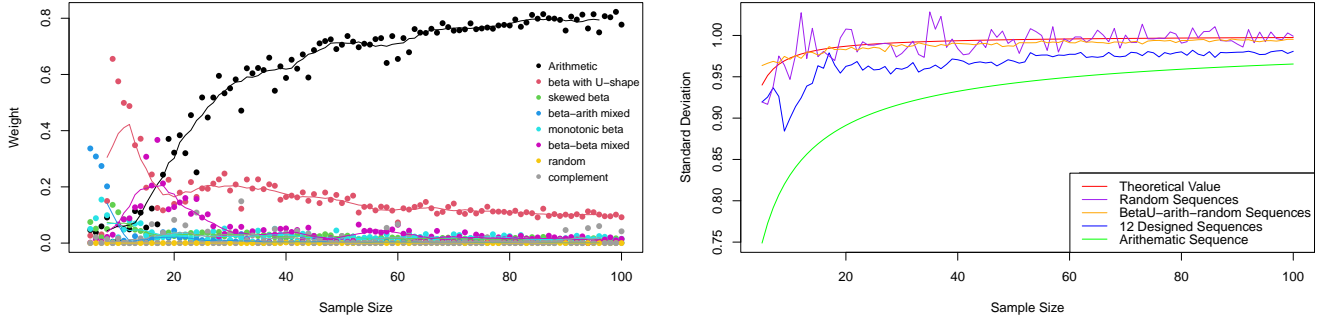 0.8
0.6
0.4
0.2
0.0
Weight
20
40
60
80
100
Sample Size
Arithmetic
beta with U-shape
skewed beta
beta-arith mixed
monotonic beta
beta-beta mixed
random
complement
1.00
0.95
0.90
0.85
0.80
0.75
Standard Deviation
20
40
60
80
100
Sample Size
Theoretical Value
Random Sequences
BetaU-arith-random Sequences
12 Designed Sequences
Arithematic Sequence